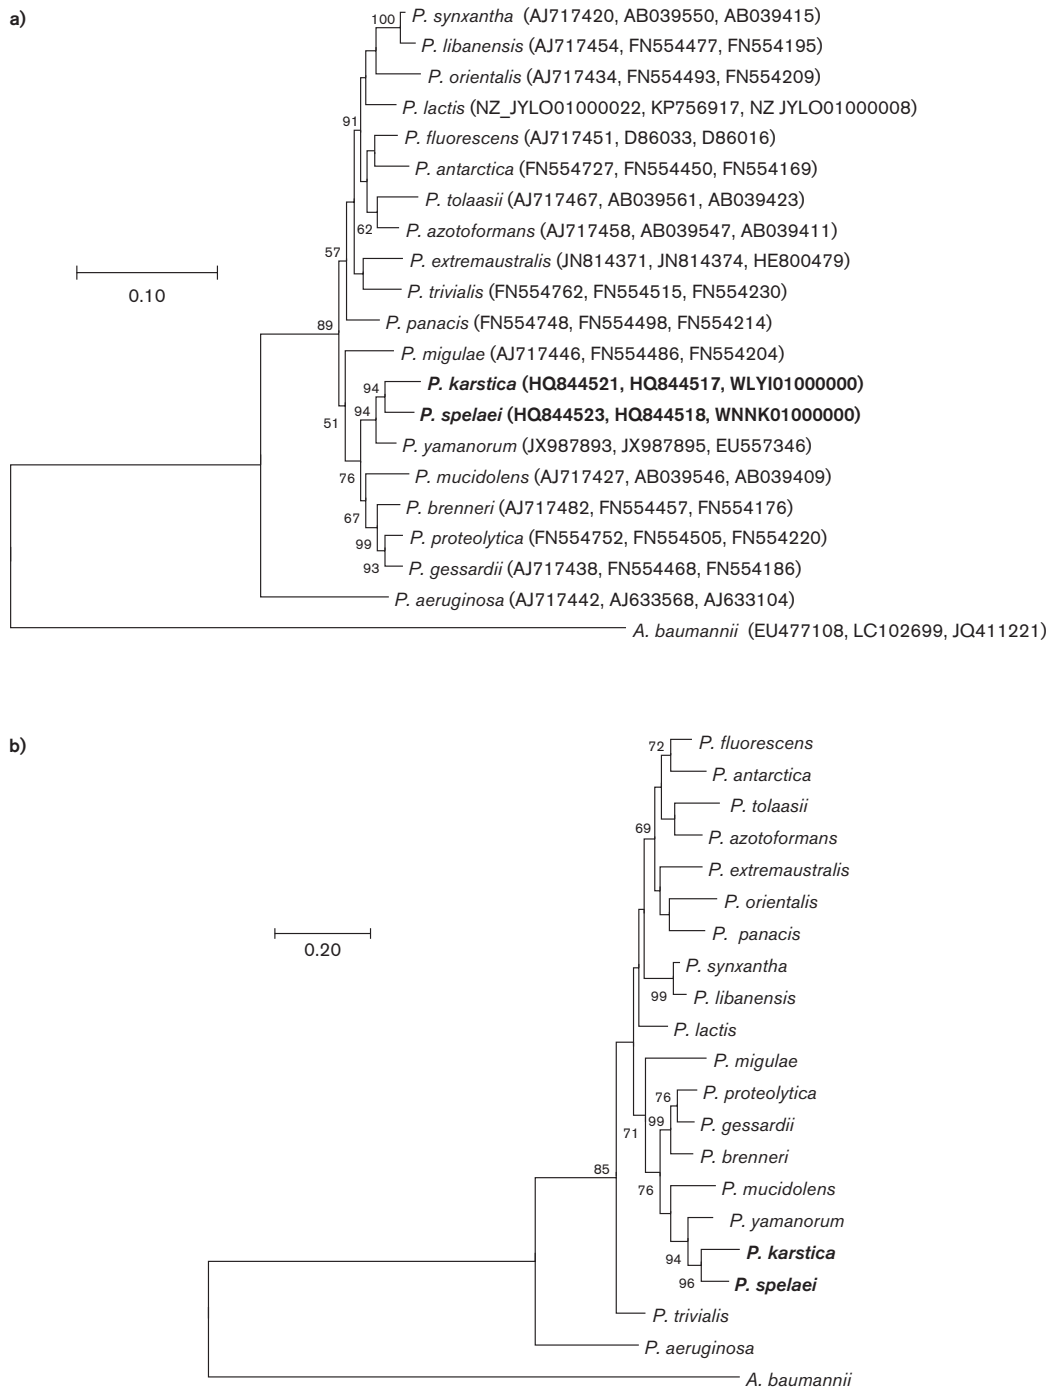 a)
100
P. synxantha (AJ717420, AB039550, AB039415)
P. libanensis (AJ717454, FN554477, FN554195)
P. orientalis (AJ717434, FN554493, FN554209)
P. lactis (NZ_JYLO01000022, KP756917, NZ JYLO01000008)
91
P. fluorescens (AJ717451, D86033, D86016)
P. antarctica (FN554727, FN554450, FN554169)
P. tolaasii (AJ717467, AB039561, AB039423)
62
P. azotoformans (AJ717458, AB039547, AB039411)
57
P. extremaustralis (JN814371, JN814374, HE800479)
0.10
P. trivialis (FN554762, FN554515, FN554230)
89
P. panacis (FN554748, FN554498, FN554214)
P. migulae (AJ717446, FN554486, FN554204)
94
P. karstica (HQ844521, HQ844517, WLYI01000000)
94
P. spelaei (HQ844523, HQ844518, WNNK01000000)
51
P. yamanorum (JX987893, JX987895, EU557346)
76
P. mucidolens (AJ717427, AB039546, AB039409)
67
P. brenneri (AJ717482, FN554457, FN554176)
99
P. proteolytica (FN554752, FN554505, FN554220)
93
P. gessardii (AJ717438, FN554468, FN554186)
P. aeruginosa (AJ717442, AJ633568, AJ633104)
A. baumannii (EU477108, LC102699, JQ411221)
b)
72
P. fluorescens
P. antarctica
P. tolaasii
69
P. azotoformans
P. extremaustralis
P. orientalis
P. panacis
0.20
P. synxantha
99
P. libanensis
P. lactis
P. migulae
76
P. proteolytica
99
P. gessardii
71
P. brenneri
85
76
P. mucidolens
P. yamanorum
94
P. karstica
96
P. spelaei
P. trivialis
P. aeruginosa
A. baumannii